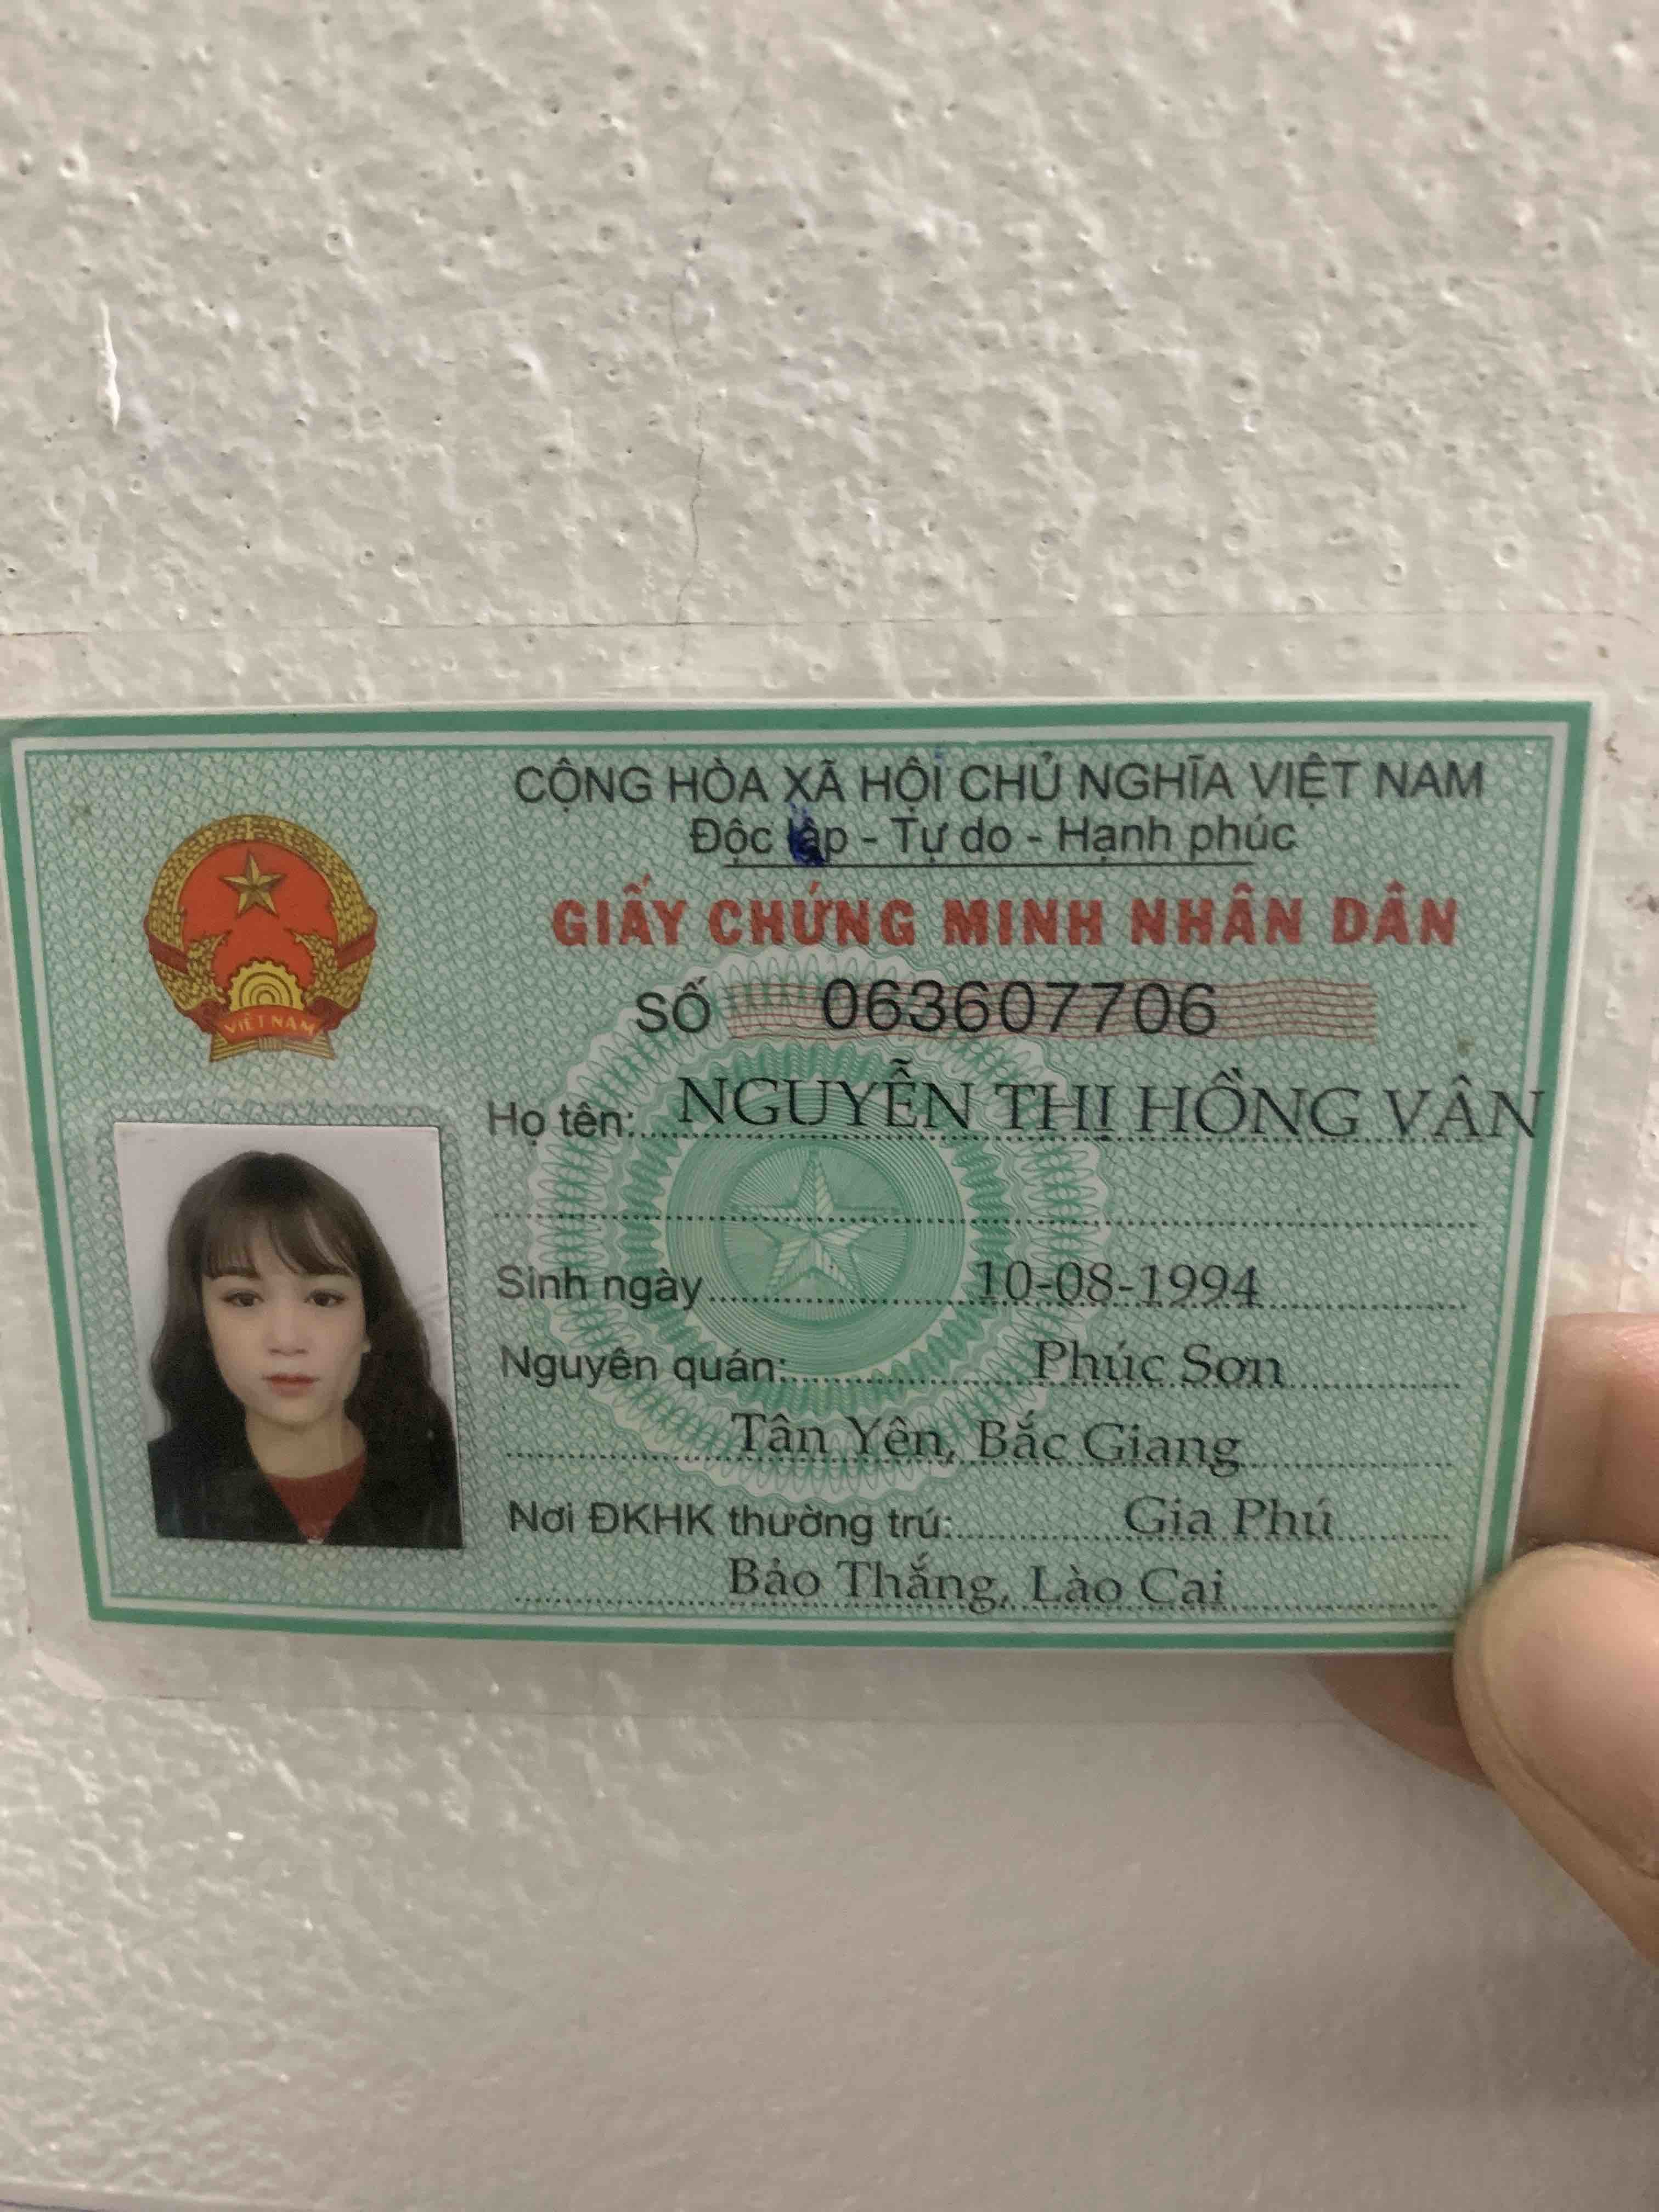 CỘNG HÒA XÃ HỘI CHỦ NGHĨA VIỆT NAM
Độc lập - Tự do - Hạnh phúc
GIẤY CHỨNG MINH NHÂN DÂN
SỐ 063607706
Họ tên: NGUYỄN THỊ HỒNG VÂN
Sinh ngày 10-08-1994
Nguyên quán: Phúc Sơn
Tân Yên, Bắc Giang
Nơi ĐKHK thường trú: Gia Phú
Bảo Thắng, Lào Cai
VIỆT NAM